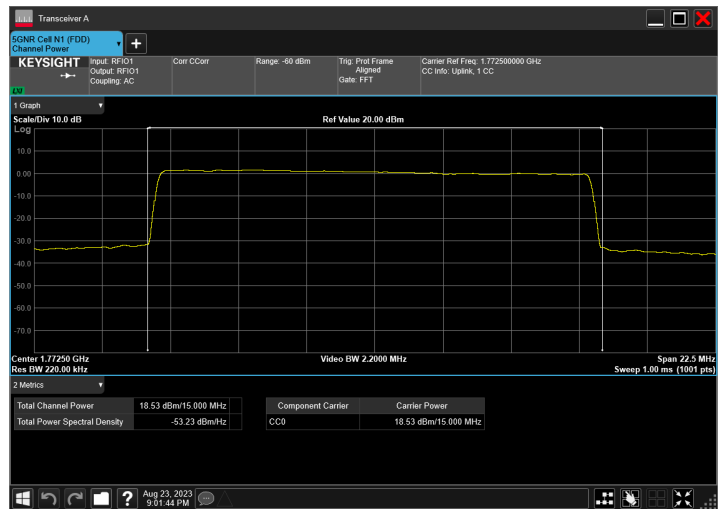 Transceiver A
5GNR Cell N1 (FDD)
Channel Power
KEYSIGHT
Input: RFIO1
Output: RFIO1
Coupling: AC
Corr CCorr
Range: -60 dBm
Trig: Prot Frame
Aligned
Gate: FFT
Carrier Ref Freq: 1.772500000 GHz
CC Info: Uplink, 1 CC
LXI
1 Graph
Scale/Div 10.0 dB
Ref Value 20.00 dBm
Log
10.0
0.00
-10.0
-20.0
-30.0
-40.0
-50.0
-60.0
-70.0
Center 1.77250 GHz
Video BW 2.2000 MHz
Span 22.5 MHz
Res BW 220.00 kHz
Sweep 1.00 ms (1001 pts)
2 Metrics
Total Channel Power 18.53 dBm/15.000 MHz
Total Power Spectral Density -53.23 dBm/Hz
Component Carrier Carrier Power
CC0 18.53 dBm/15.000 MHz
?
Aug 23, 2023
9:01:44 PM